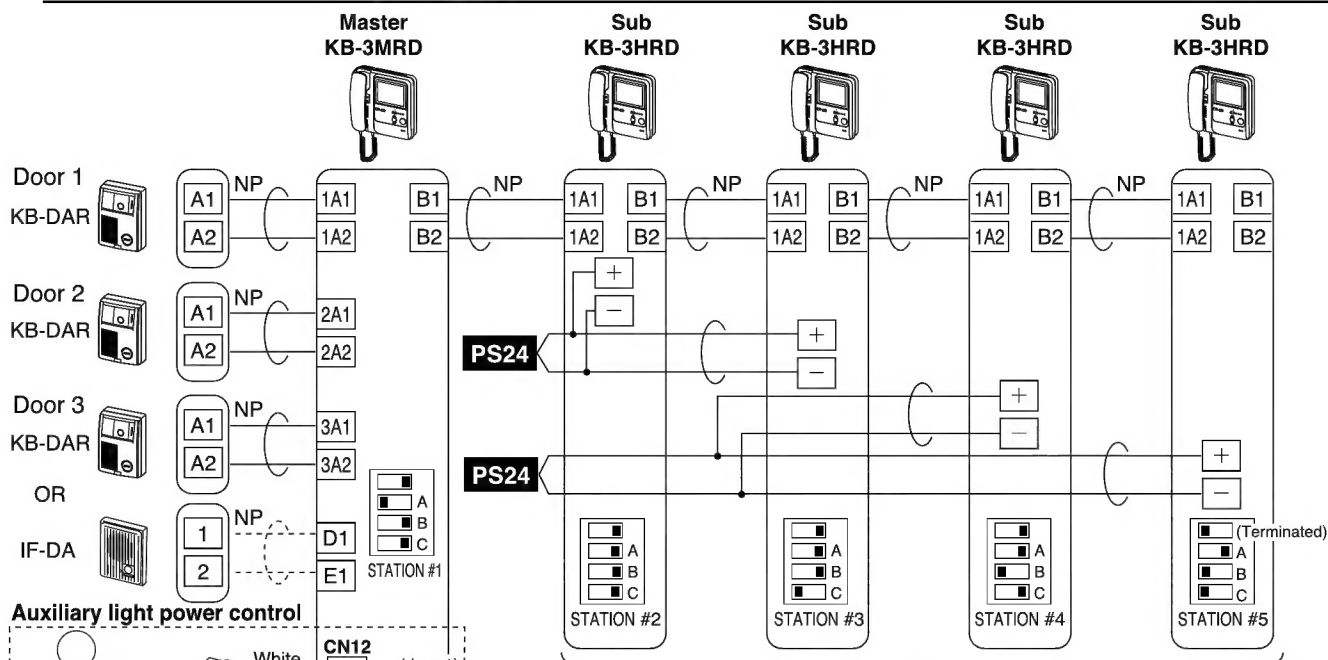 Master
KB-3MRD
Sub
KB-3HRD
Sub
KB-3HRD
Sub
KB-3HRD
Sub
KB-3HRD
Door 1
KB-DAR
A1
A2
NP
1A1
1A2
B1
B2
NP
1A1
1A2
B1
B2
NP
1A1
1A2
B1
B2
NP
1A1
1A2
B1
B2
NP
1A1
1A2
B1
B2
Door 2
KB-DAR
A1
A2
NP
2A1
2A2
+
−
PS24
+
−
Door 3
KB-DAR
A1
A2
NP
3A1
3A2
+
−
PS24
+
−
OR
IF-DA
1
2
NP
D1
E1
A
B
C
STATION #1
A
B
C
STATION #2
A
B
C
STATION #3
A
B
C
STATION #4
(Terminated)
A
B
C
STATION #5
Auxiliary light power control
White
CN12